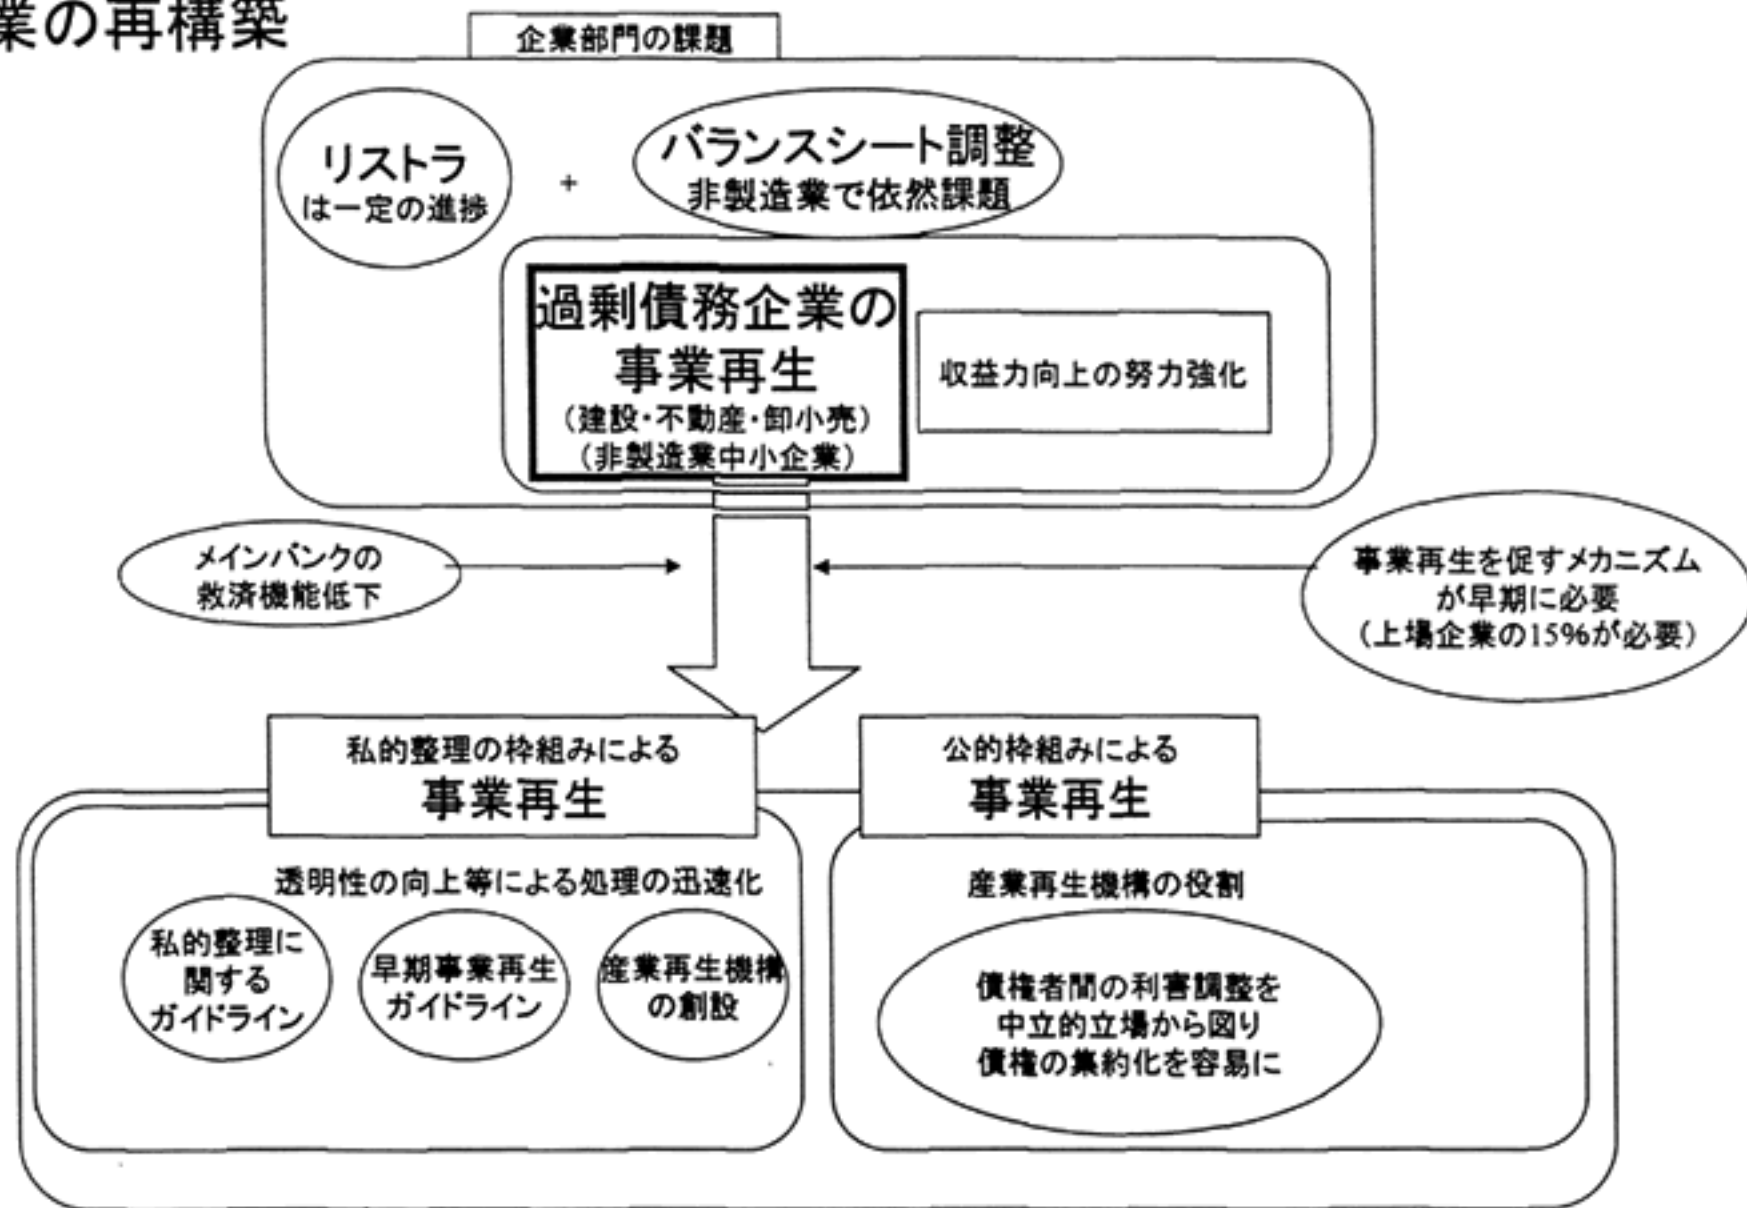 業の再構築
企業部門の課題
リストラ
は一定の進捗
+
バランスシート調整
非製造業で依然課題
過剰債務企業の
事業再生
（建設・不動産・卸小売）
（非製造業中小企業）
収益力向上の努力強化
メインバンクの
救済機能低下
事業再生を促すメカニズム
が早期に必要
（上場企業の15%が必要）
私的整理の枠組みによる
事業再生
公的枠組みによる
事業再生
透明性の向上等による処理の迅速化
私的整理に
関する
ガイドライン
早期事業再生
ガイドライン
産業再生機構
の創設
産業再生機構の役割
債権者間の利害調整を
中立的立場から図り
債権の集約化を容易に